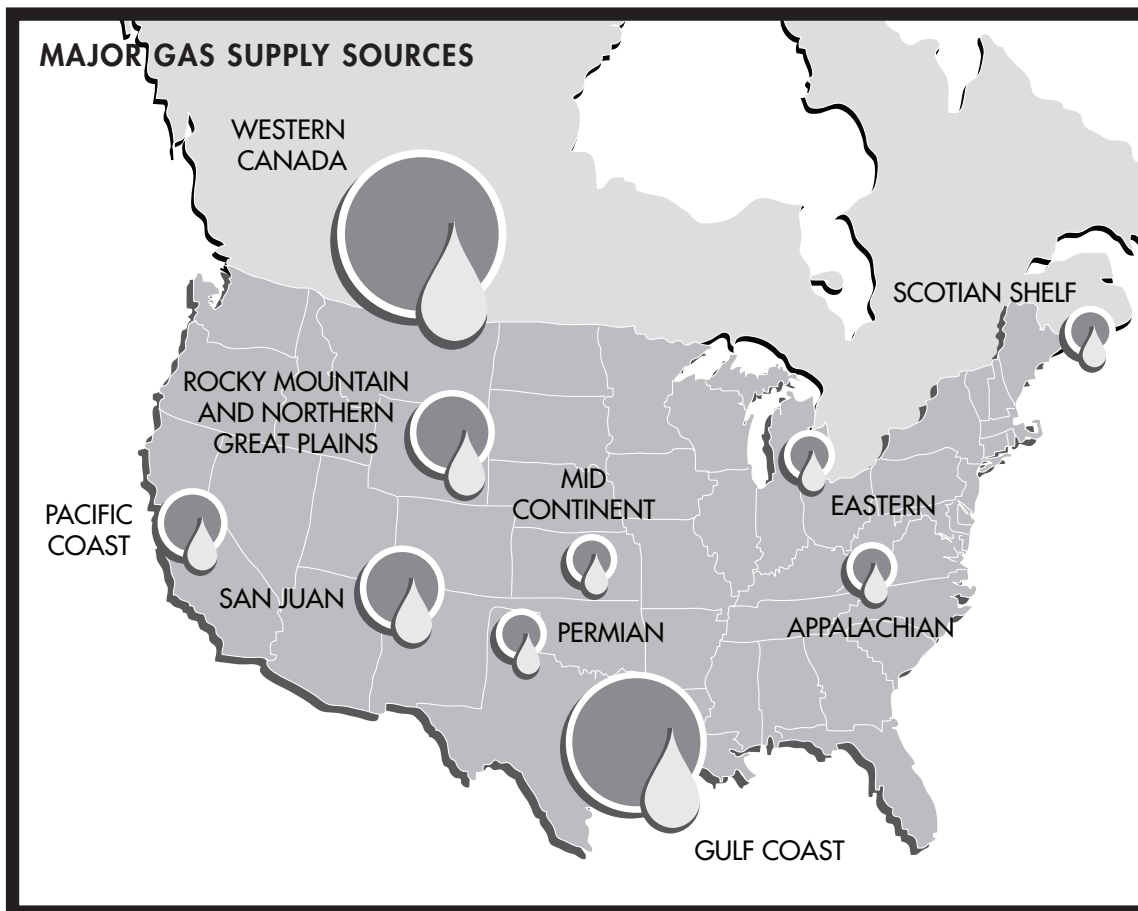 MAJOR GAS SUPPLY SOURCES
WESTERN
CANADA
SCOTIAN SHELF
ROCKY MOUNTAIN
AND NORTHERN
GREAT PLAINS
MID
CONTINENT
EASTERN
PACIFIC
COAST
SAN JUAN
PERMIAN
APPALACHIAN
GULF COAST